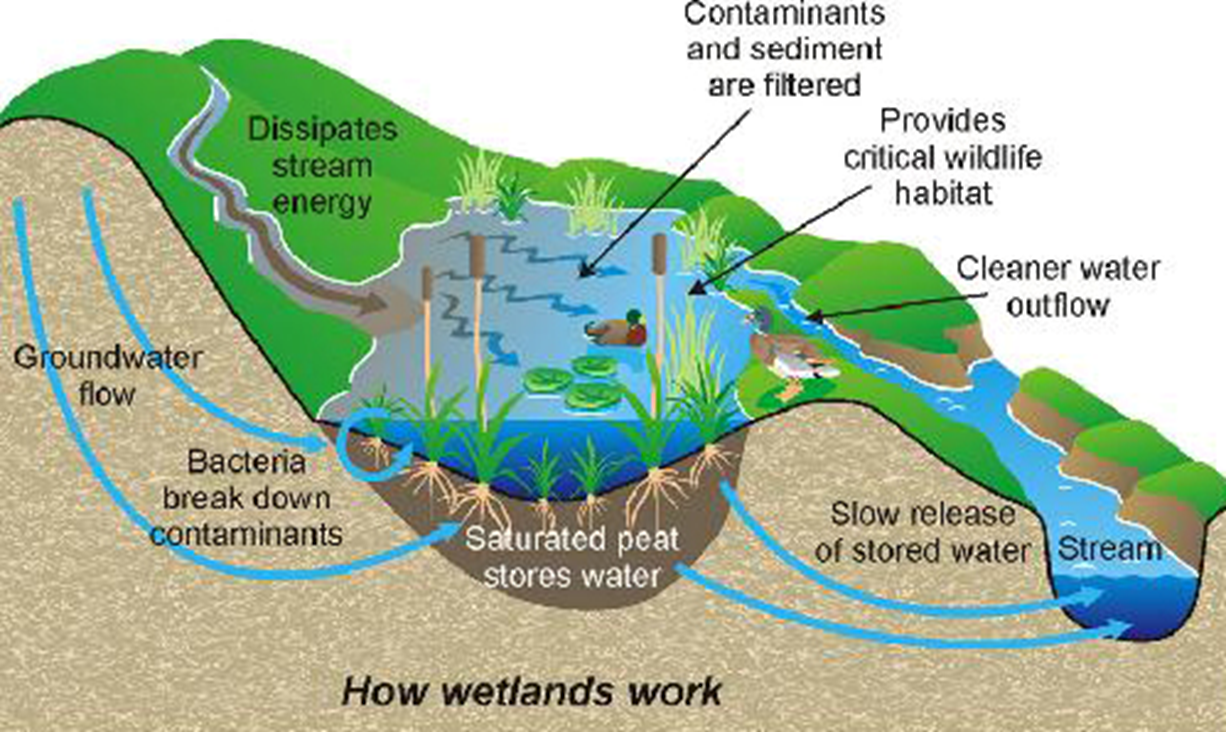 Contaminants
and sediment
are filtered
Provides
critical wildlife
habitat
Dissipates
stream
energy
Cleaner water
outflow
Groundwater
flow
Bacteria
break down
contaminants
Saturated peat
stores water
Slow release
of stored water
Stream
How wetlands work